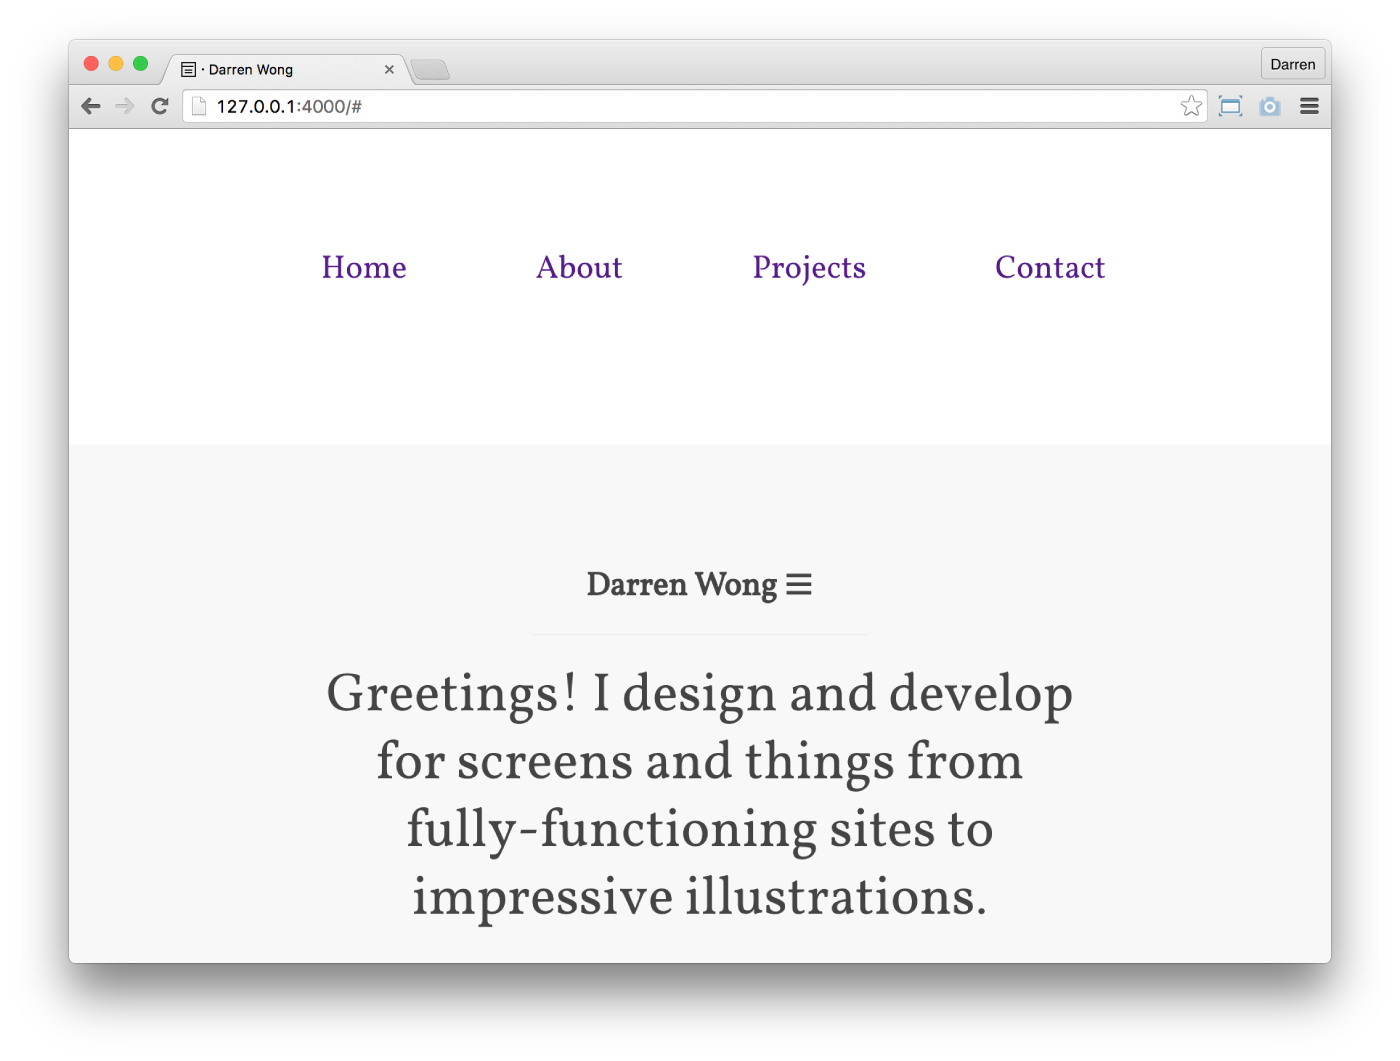 · Darren Wong
Darren
127.0.0.1:4000/#
Home About Projects Contact
Darren Wong
Greetings! I design and develop
for screens and things from
fully-functioning sites to
impressive illustrations.